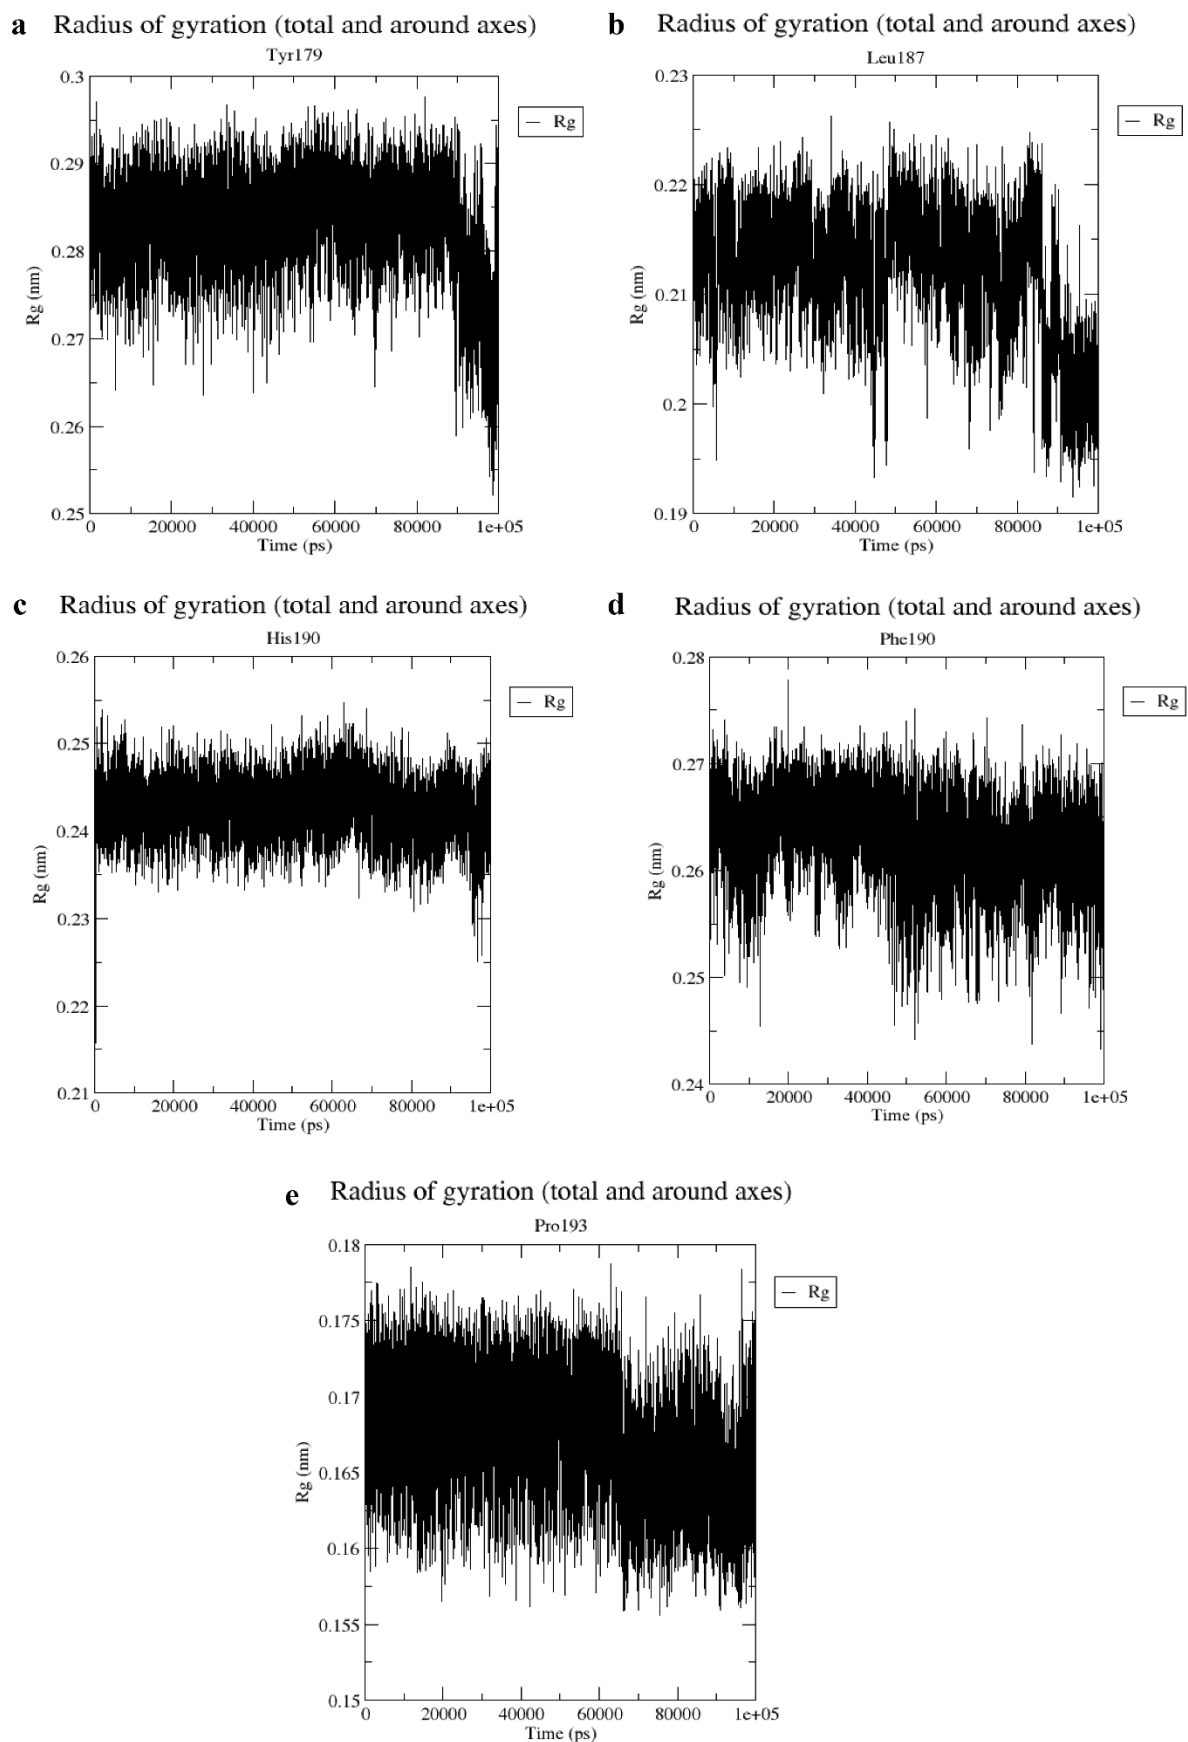 a Radius of gyration (total and around axes)
Tyr179
0.3
0.29
0.28
0.27
0.26
0.25
Rg (nm)
0 20000 40000 60000 80000 1e+05
Time (ps)
Rg
b Radius of gyration (total and around axes)
Leu187
0.23
0.22
0.21
0.2
0.19
Rg (nm)
0 20000 40000 60000 80000 1e+05
Time (ps)
Rg
c Radius of gyration (total and around axes)
His190
0.26
0.25
0.24
0.23
0.22
0.21
Rg (nm)
0 20000 40000 60000 80000 1e+05
Time (ps)
Rg
d Radius of gyration (total and around axes)
Phe190
0.28
0.27
0.26
0.25
0.24
Rg (nm)
0 20000 40000 60000 80000 1e+05
Time (ps)
Rg
e Radius of gyration (total and around axes)
Pro193
0.18
0.175
0.17
0.165
0.16
0.155
0.15
Rg (nm)
0 20000 40000 60000 80000 1e+05
Time (ps)
Rg